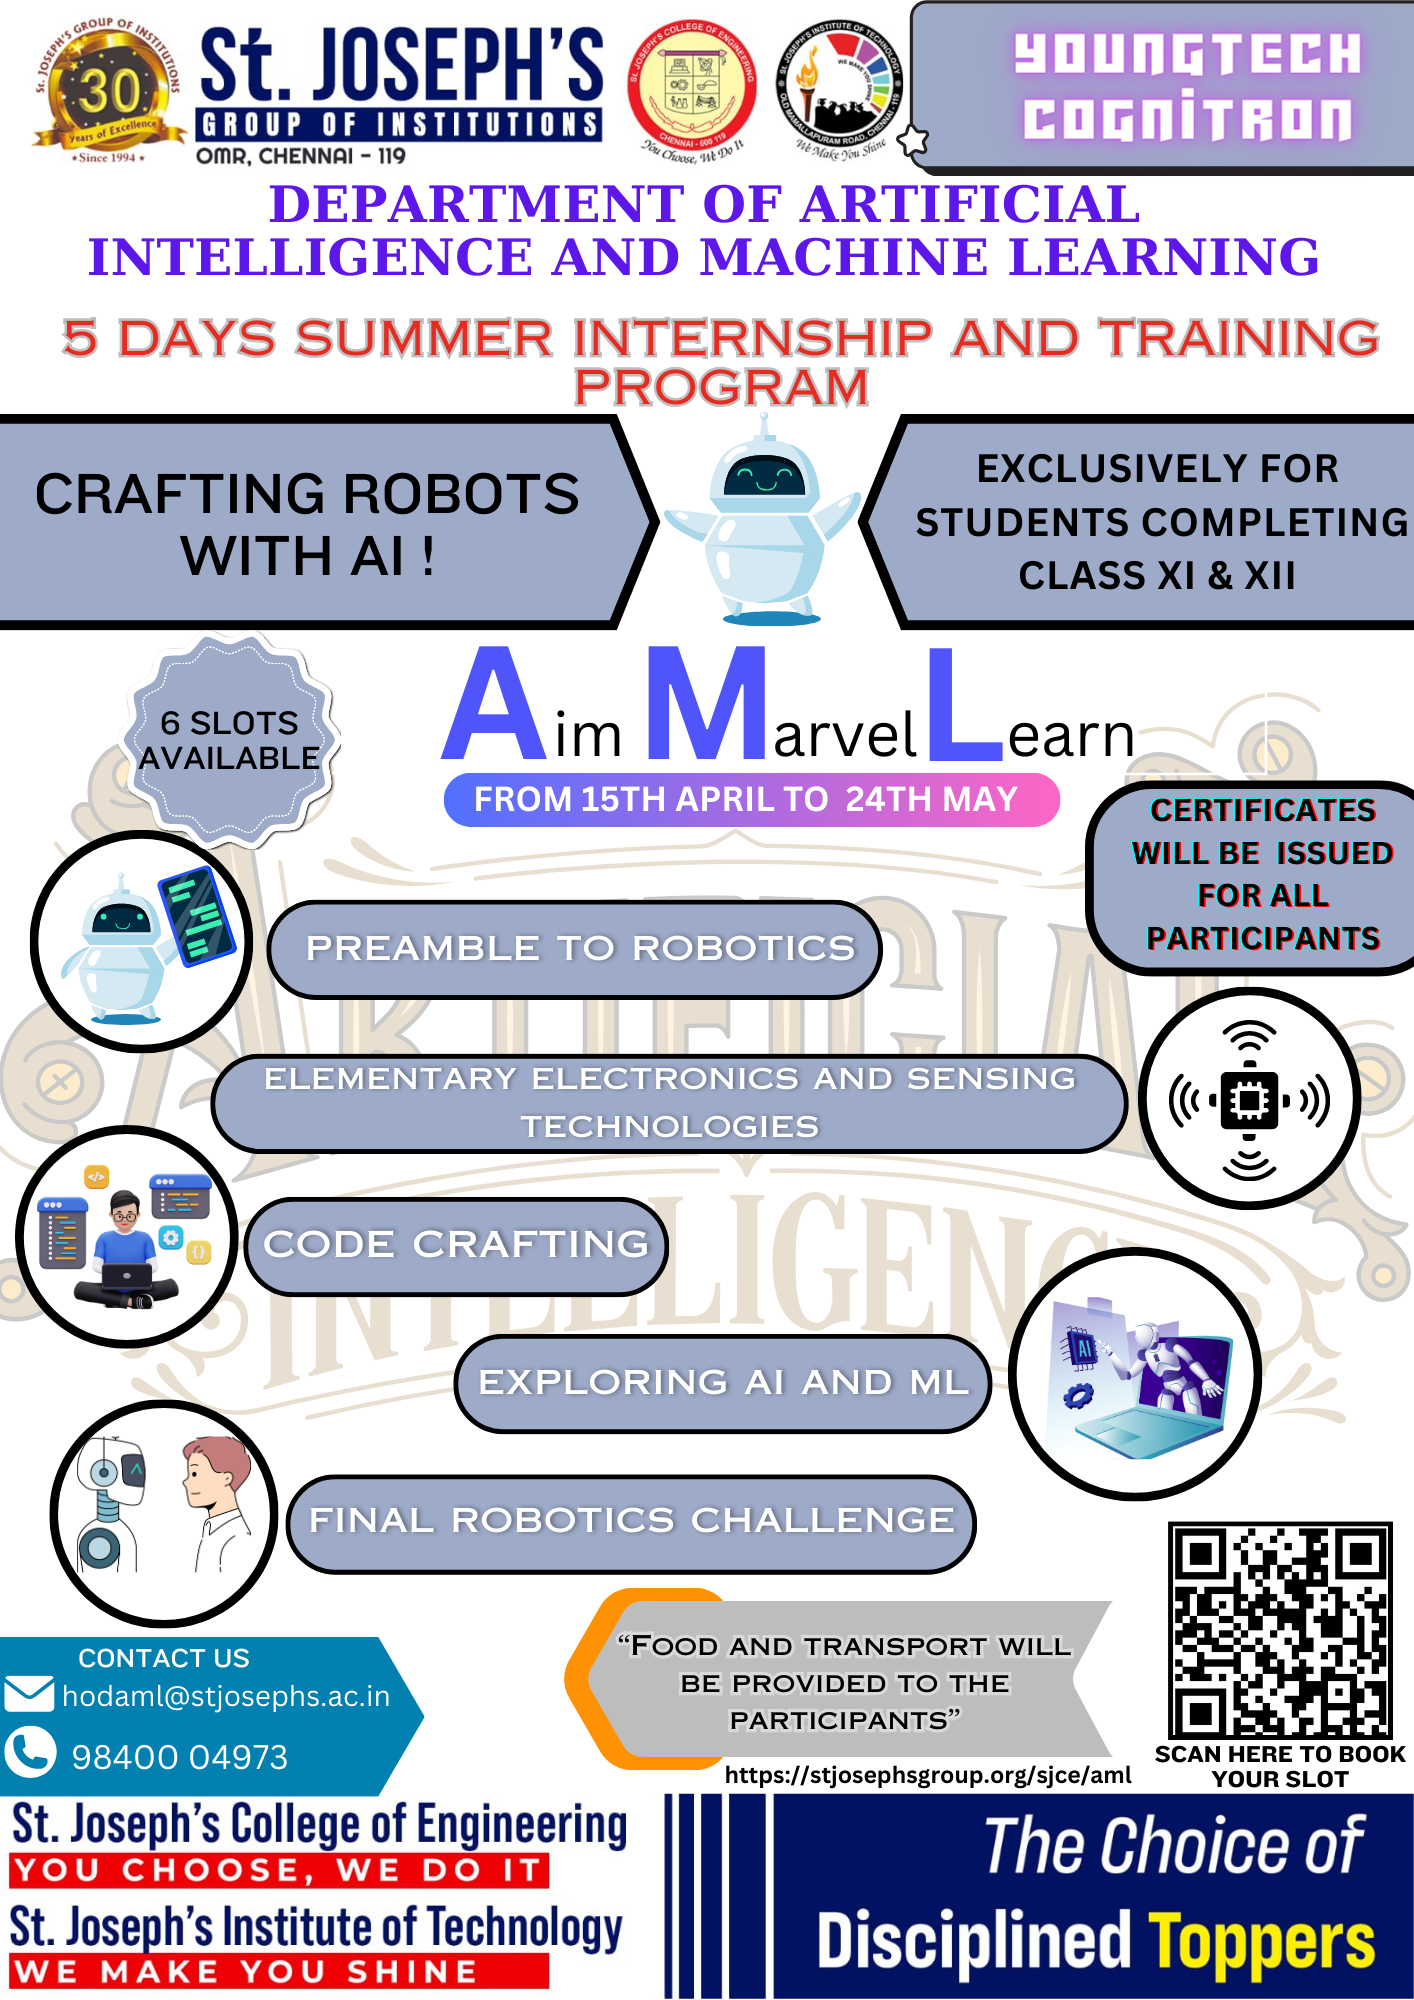 St. JOSEPH'S GROUP OF INSTITUTIONS
30
Years of Excellence
★Since 1994★
St. JOSEPH'S
GROUP OF INSTITUTIONS
OMR, CHENNAI - 119
ST. JOSEPH'S COLLEGE OF ENGINEERING
CHENNAI - 600 119
You Choose, We Do It
ST. JOSEPH'S INSTITUTE OF TECHNOLOGY
WE MAKE YOU SHINE
OLD MAMALLAPURAM ROAD, CHENNAI-119
We Make You Shine
YOUNGTECH
COGNITRON
DEPARTMENT OF ARTIFICIAL
INTELLIGENCE AND MACHINE LEARNING
5 DAYS SUMMER INTERNSHIP AND TRAINING
PROGRAM
CRAFTING ROBOTS
WITH AI !
EXCLUSIVELY FOR
STUDENTS COMPLETING
CLASS XI & XII
6 SLOTS
AVAILABLE
Aim Marvel Learn
FROM 15TH APRIL TO 24TH MAY
CERTIFICATES
WILL BE ISSUED
FOR ALL
PARTICIPANTS
ARTIFICIAL
INTELLIGENCE
PREAMBLE TO ROBOTICS
ELEMENTARY ELECTRONICS AND SENSING
TECHNOLOGIES
CODE CRAFTING
EXPLORING AI AND ML
AI
FINAL ROBOTICS CHALLENGE
CONTACT US
hodaml@stjosephs.ac.in
98400 04973
“FOOD AND TRANSPORT WILL
BE PROVIDED TO THE
PARTICIPANTS”
https://stjosephsgroup.org/sjce/aml
SCAN HERE TO BOOK
YOUR SLOT
St. Joseph's College of Engineering
YOU CHOOSE, WE DO IT
St. Joseph's Institute of Technology
WE MAKE YOU SHINE
The Choice of
Disciplined Toppers